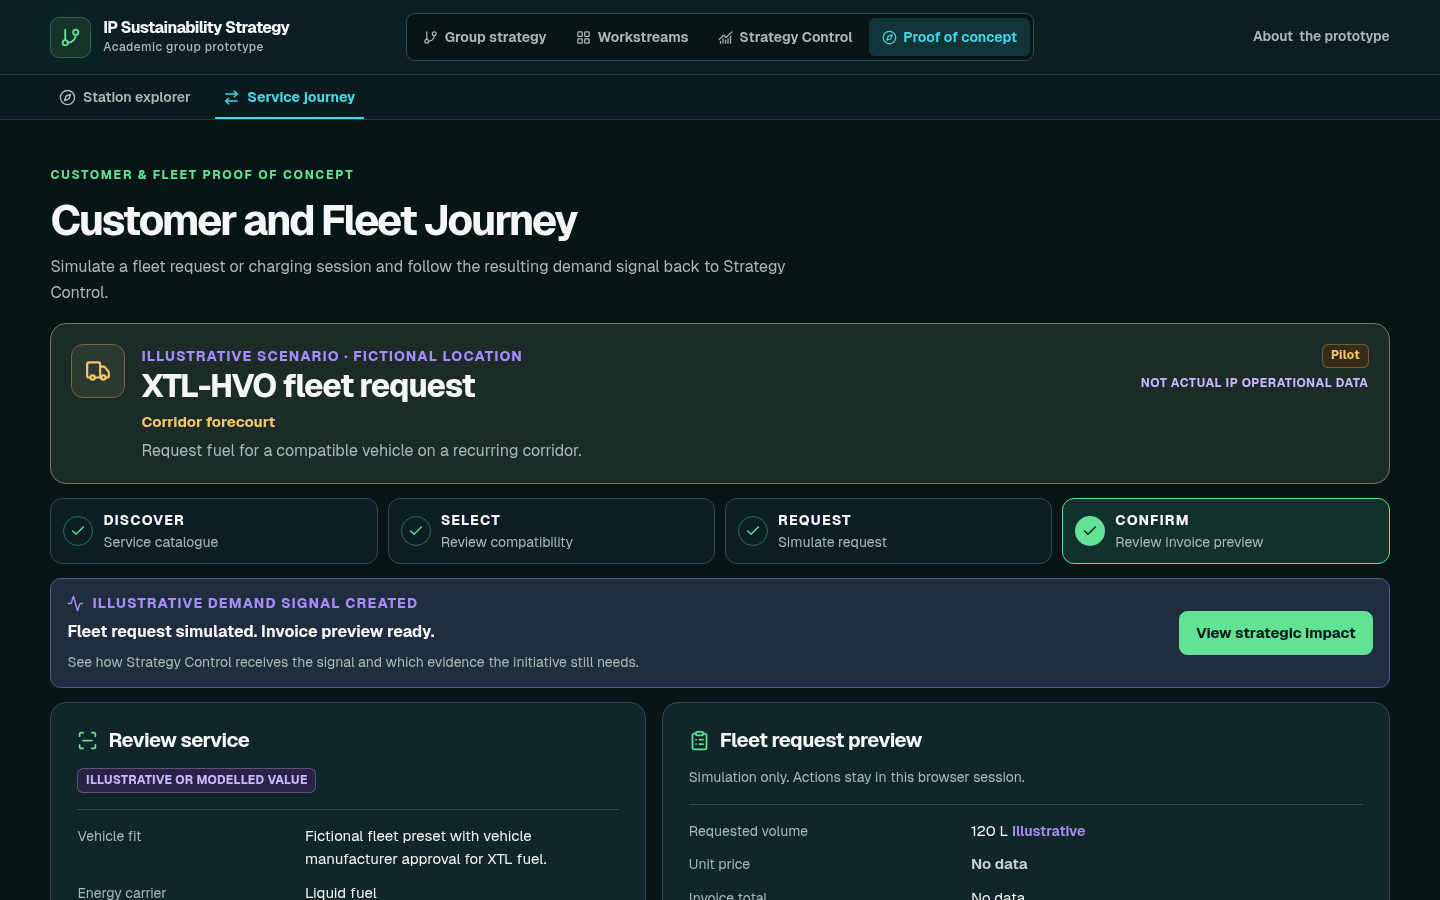 IP Sustainability Strategy
Academic group prototype
Group strategy
Workstreams
Strategy Control
Proof of concept
About the prototype
Station explorer
Service journey
CUSTOMER & FLEET PROOF OF CONCEPT
Customer and Fleet Journey
Simulate a fleet request or charging session and follow the resulting demand signal back to Strategy
Control.
ILLUSTRATIVE SCENARIO · FICTIONAL LOCATION
XTL-HVO fleet request
Corridor forecourt
Request fuel for a compatible vehicle on a recurring corridor.
Pilot
NOT ACTUAL IP OPERATIONAL DATA
DISCOVER
Service catalogue
SELECT
Review compatibility
REQUEST
Simulate request
CONFIRM
Review invoice preview
ILLUSTRATIVE DEMAND SIGNAL CREATED
Fleet request simulated. Invoice preview ready.
See how Strategy Control receives the signal and which evidence the initiative still needs.
View strategic impact
Review service
ILLUSTRATIVE OR MODELLED VALUE
Vehicle fit
Fictional fleet preset with vehicle
manufacturer approval for XTL fuel.
Energy carrier
Liquid fuel
Fleet request preview
Simulation only. Actions stay in this browser session.
Requested volume
120 L Illustrative
Unit price
No data
Invoice total
No data